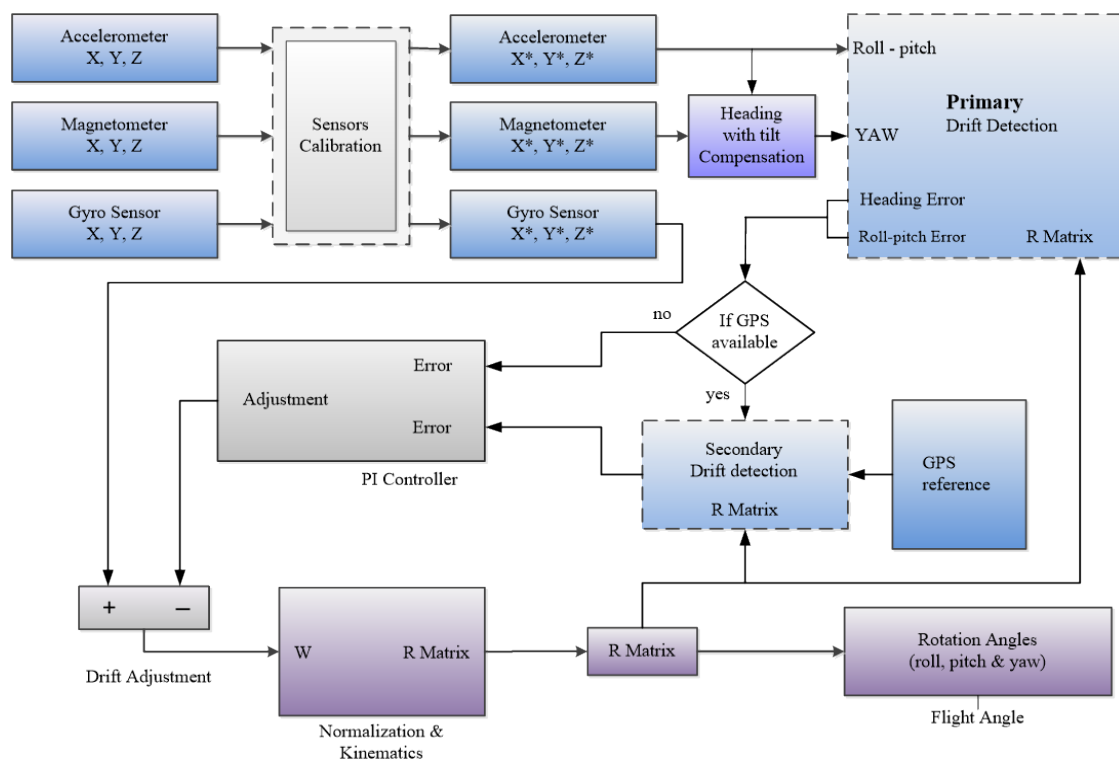 Accelerometer
X, Y, Z
Accelerometer
X*, Y*, Z*
Roll - pitch
Magnetometer
X, Y, Z
Sensors
Calibration
Magnetometer
X*, Y*, Z*
Heading
with tilt
Compensation
Primary
Drift Detection
YAW
Gyro Sensor
X, Y, Z
Gyro Sensor
X*, Y*, Z*
Heading Error
Roll-pitch Error
R Matrix
no
If GPS
available
yes
Error
Adjustment
Error
PI Controller
Secondary
Drift detection
R Matrix
GPS
reference
+
−
Drift Adjustment
W
R Matrix
Normalization &
Kinematics
R Matrix
Rotation Angles
(roll, pitch & yaw)
Flight Angle